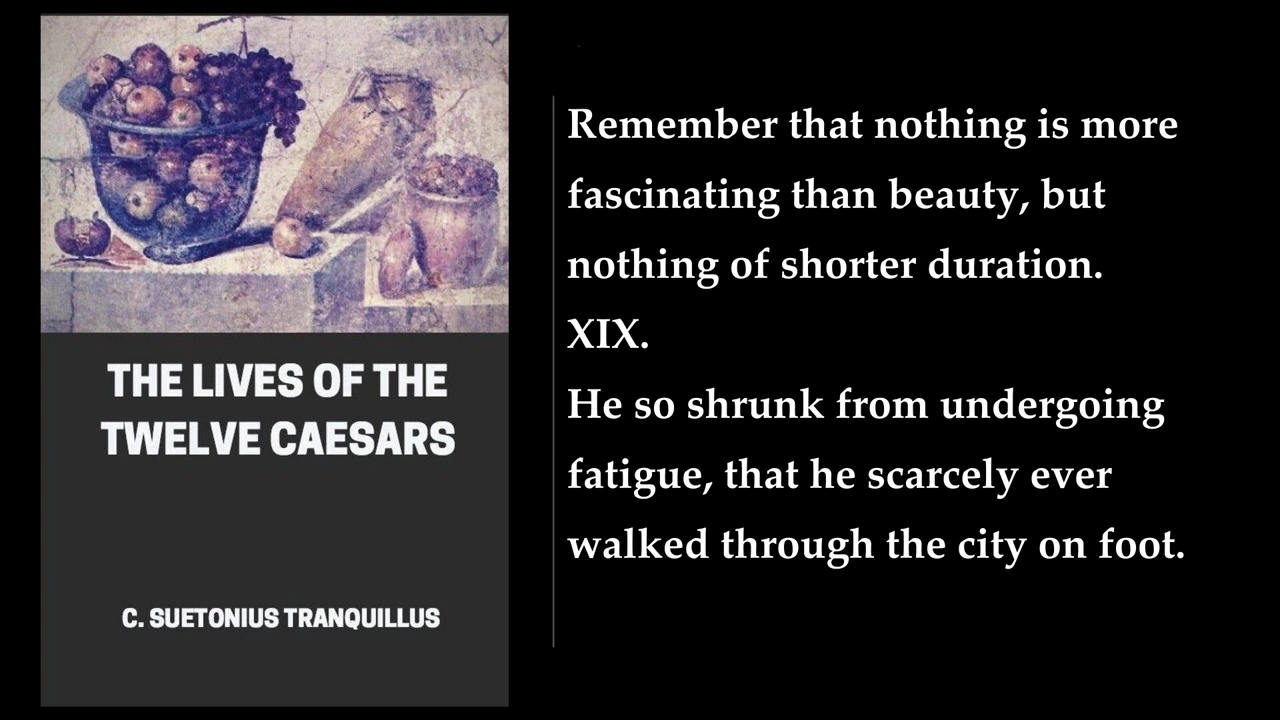 THE LIVES OF THE
TWELVE CAESARS
C. SUETONIUS TRANQUILLUS
Remember that nothing is more
fascinating than beauty, but
nothing of shorter duration.
XIX.
He so shrunk from undergoing
fatigue, that he scarcely ever
walked through the city on foot.